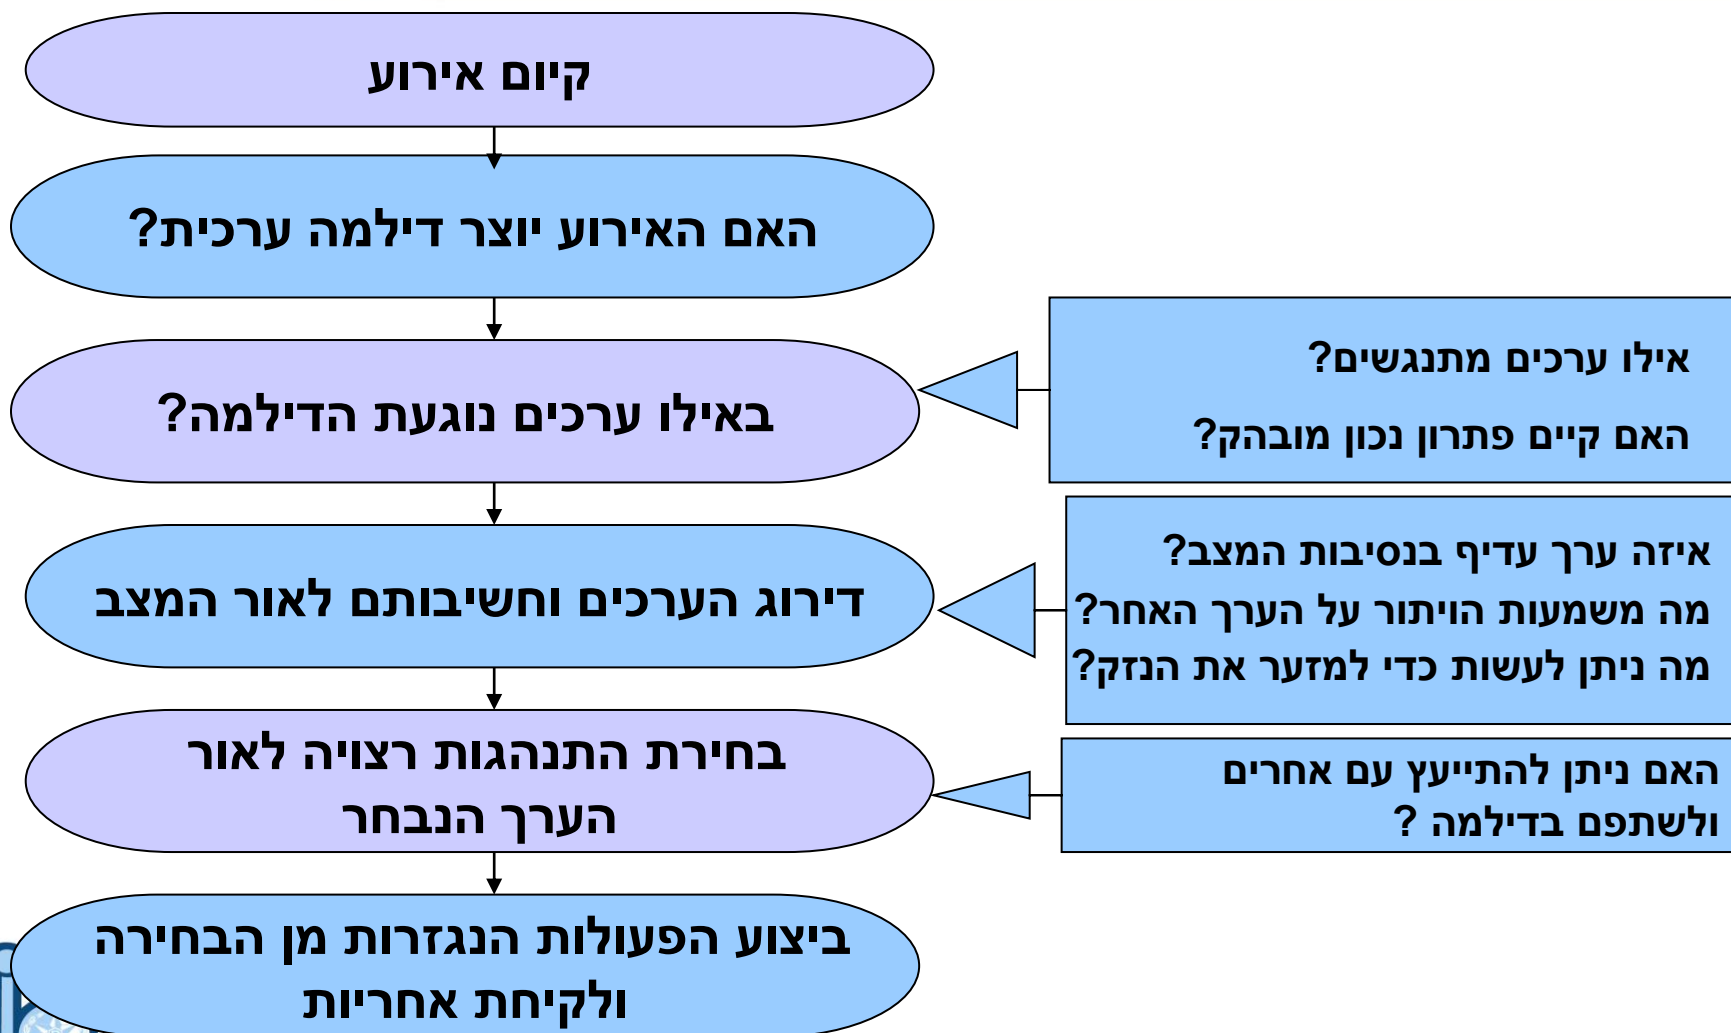 קיום אירוע
האם האירוע יוצר דילמה ערכית?
באילו ערכים נוגעת הדילמה?
אילו ערכים מתנגשים?
האם קיים פתרון נכון מובהק?
דירוג הערכים וחשיבותם לאור המצב
איזה ערך עדיף בנסיבות המצב?
מה משמעות הויתור על הערך האחר?
מה ניתן לעשות כדי למזער את הנזק?
בחירת התנהגות רצויה לאור
הערך הנבחר
האם ניתן להתייעץ עם אחרים
ולשתפם בדילמה ?
ביצוע הפעולות הנגזרות מן הבחירה
ולקיחת אחריות